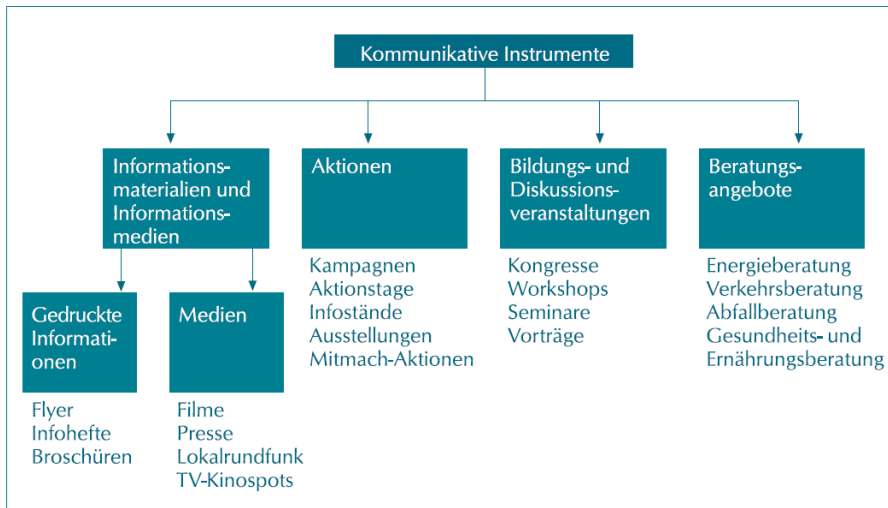 Kommunikative Instrumente
Informations-
materialien und
Informations-
medien
Gedruckte
Informati-
onen
Flyer
Infohefte
Broschüren
Medien
Filme
Presse
Lokalrundfunk
TV-Kinospots
Aktionen
Kampagnen
Aktionstage
Infostände
Ausstellungen
Mitmach-Aktionen
Bildungs- und
Diskussions-
veranstaltungen
Kongresse
Workshops
Seminare
Vorträge
Beratungs-
angebote
Energieberatung
Verkehrsberatung
Abfallberatung
Gesundheits- und
Ernährungsberatung